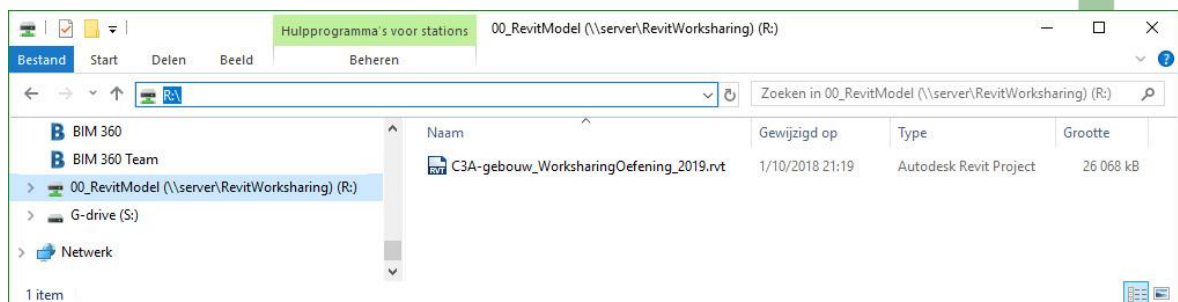 Hulpprogramma's voor stations 00_RevitModel (\\server\RevitWorksharing) (R:)
Bestand Start Delen Beeld Beheren
R:\ Zoeken in 00_RevitModel (\\server\RevitWorksharing) (R:)
BIM 360 Naam Gewijzigd op Type Grootte
BIM 360 Team C3A-gebouw_WorksharingOefening_2019.rvt 1/10/2018 21:19 Autodesk Revit Project 26 068 kB
00_RevitModel (\\server\RevitWorksharing) (R:)
G-drive (S:)
Netwerk
1 item